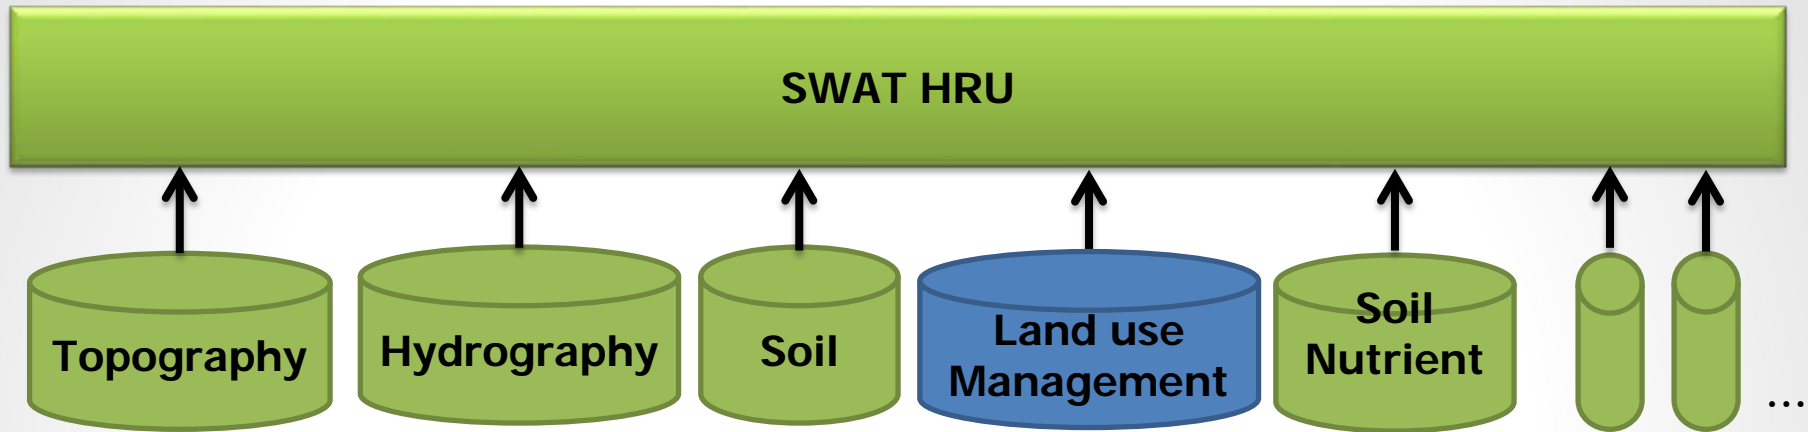 SWAT HRU
Topography
Hydrography
Soil
Land use
Management
Soil
Nutrient
...